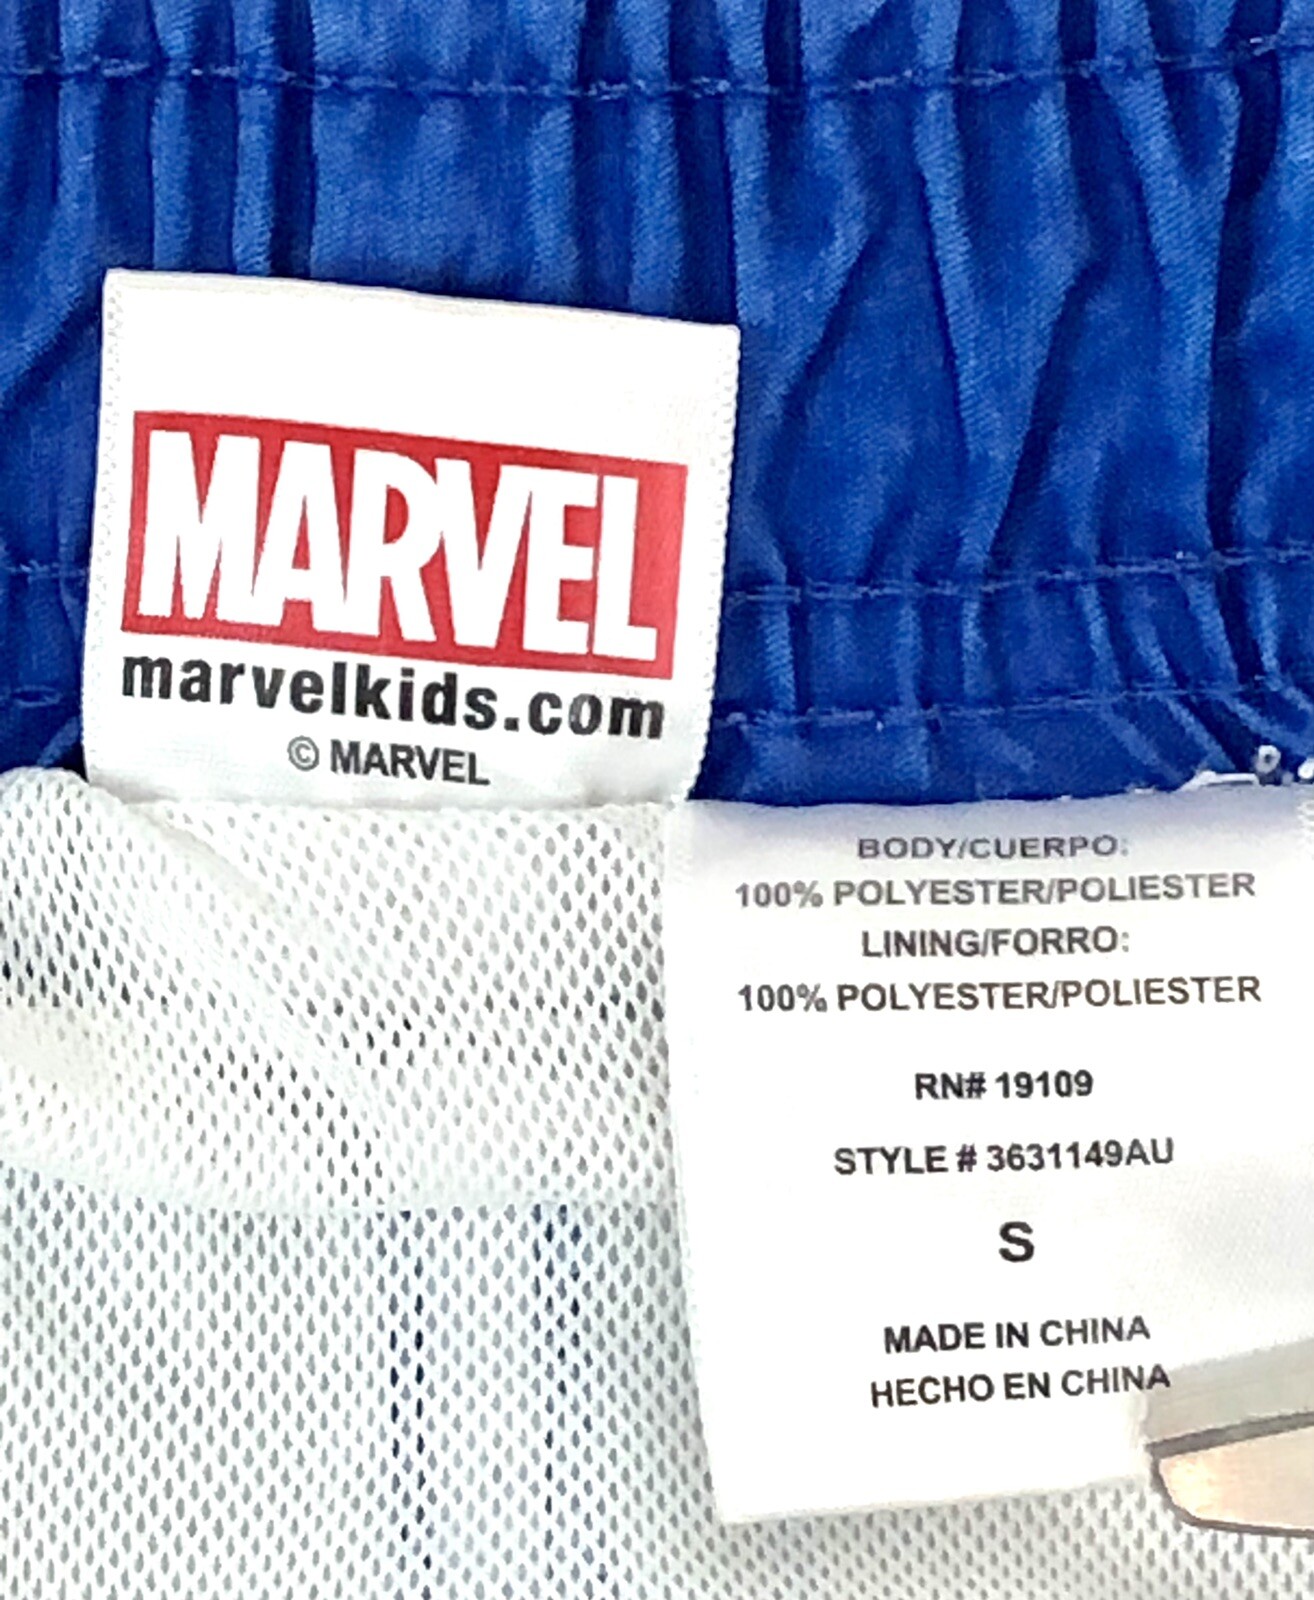 MARVEL
marvelkids.com
© MARVEL
BODY/CUERPO:
100% POLYESTER/POLIESTER
LINING/FORRO:
100% POLYESTER/POLIESTER
RN# 19109
STYLE # 3631149AU
S
MADE IN CHINA
HECHO EN CHINA